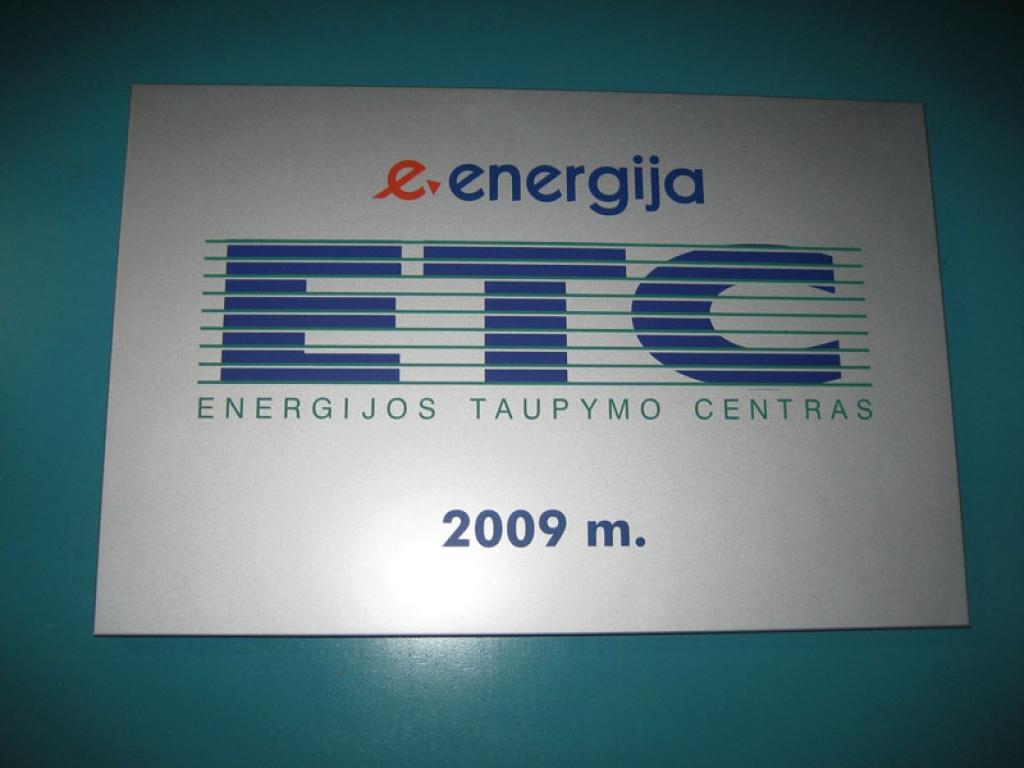 e energija
ETC
ENERGIJOS TAUPYMO CENTRAS
2009 m.